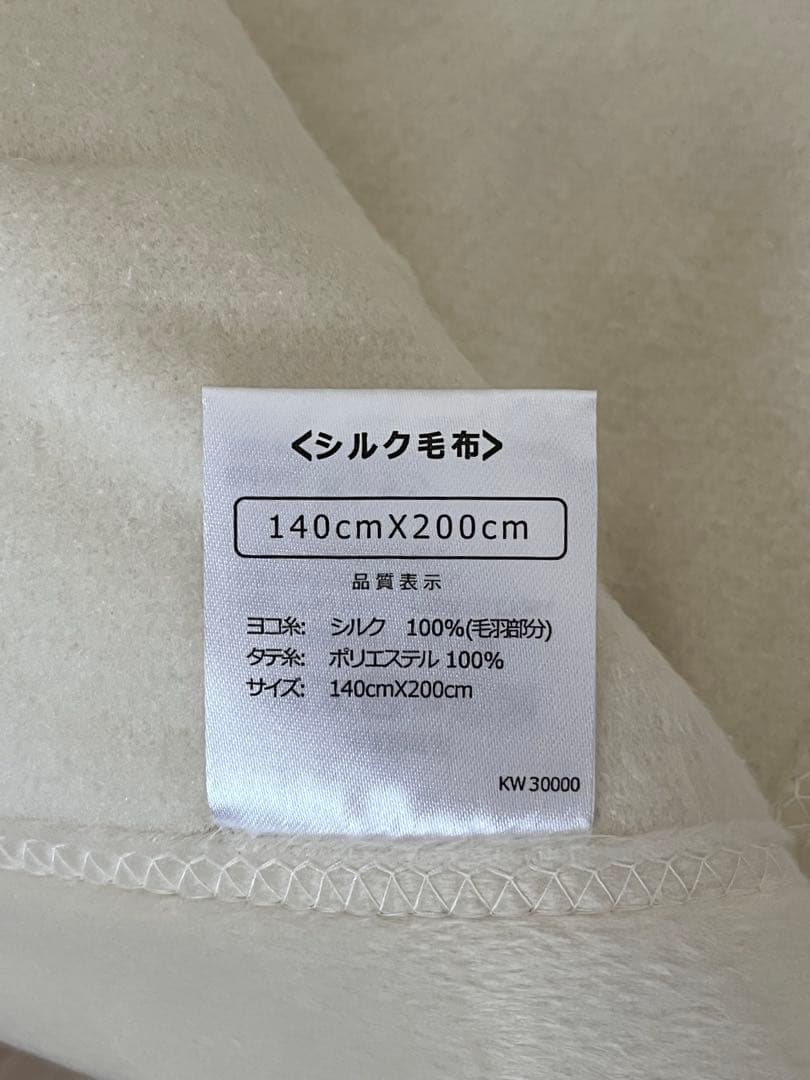 <シルク毛布>
140cmX200cm
品質表示
ヨコ糸: シルク 100%(毛羽部分)
タテ糸: ポリエステル 100%
サイズ: 140cmX200cm
KW 30000